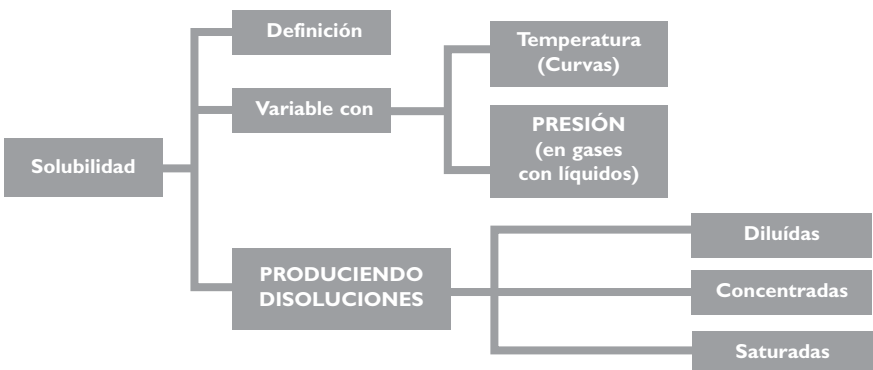 Solubilidad
Definición
Variable con
Temperatura
(Curvas)
PRESIÓN
(en gases
con líquidos)
PRODUCIENDO
DISOLUCIONES
Diluídas
Concentradas
Saturadas